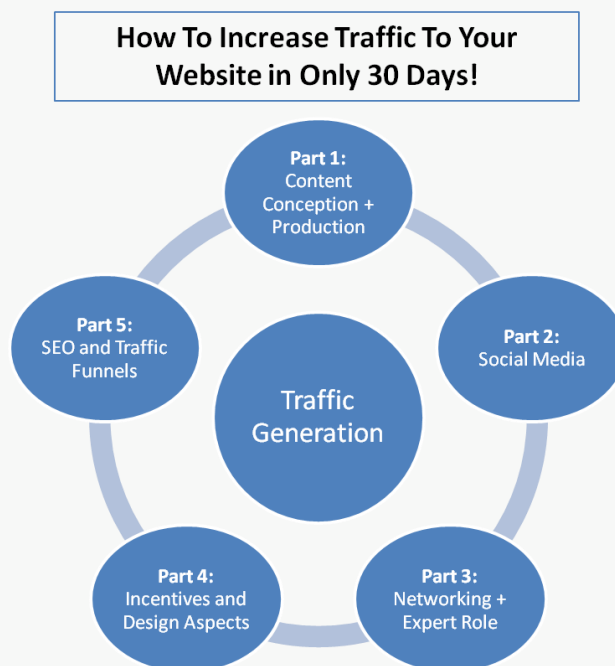 How To Increase Traffic To Your
Website in Only 30 Days!
Part 1:
Content
Conception +
Production
Part 2:
Social Media
Part 3:
Networking +
Expert Role
Part 4:
Incentives and
Design Aspects
Part 5:
SEO and Traffic
Funnels
Traffic
Generation